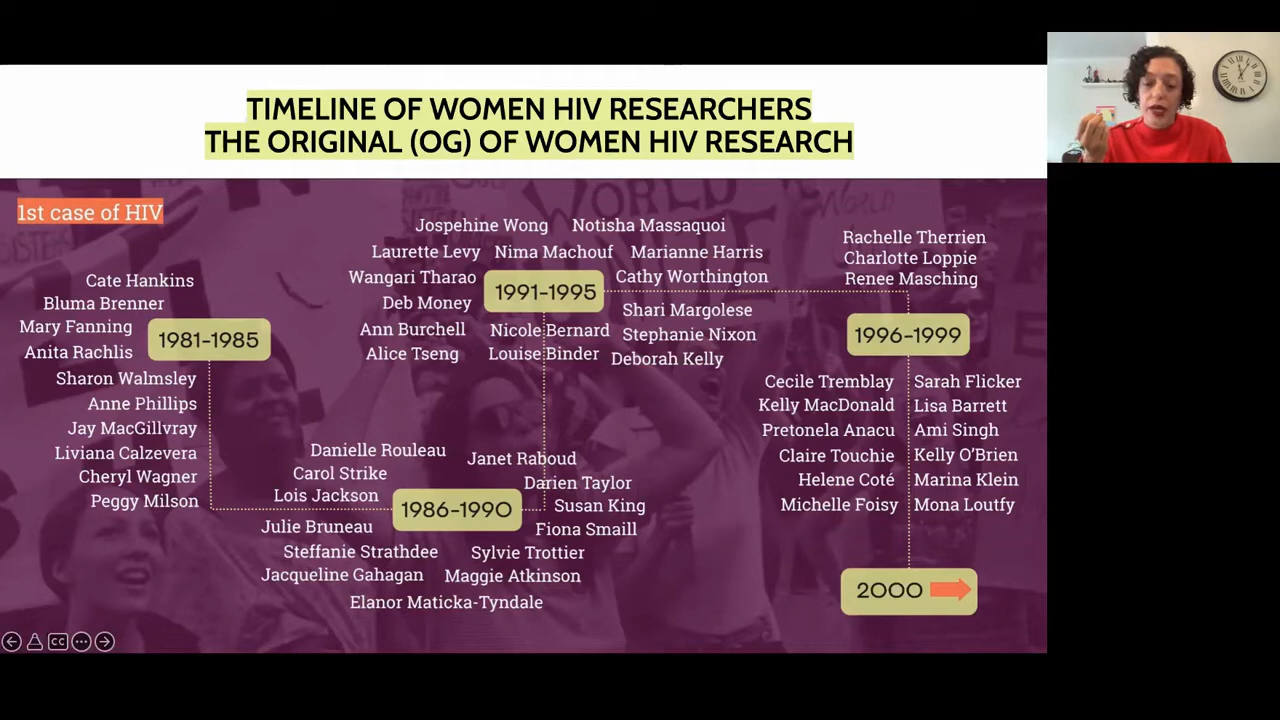 TIMELINE OF WOMEN HIV RESEARCHERS
THE ORIGINAL (OG) OF WOMEN HIV RESEARCH
1st case of HIV
Cate Hankins
Bluma Brenner
Mary Fanning
Anita Rachlis
1981-1985
Sharon Walmsley
Anne Phillips
Jay MacGillvray
Liviana Calzevera
Cheryl Wagner
Peggy Milson
Danielle Rouleau
Carol Strike
Lois Jackson
Janet Raboud
Darien Taylor
Susan King
Fiona Smaill
1986-1990
Julie Bruneau
Steffanie Strathdee
Sylvie Trottier
Jacqueline Gahagan
Maggie Atkinson
Elanor Maticka-Tyndale
Jospehine Wong
Notisha Massaquoi
Laurette Levy
Nima Machouf
Marianne Harris
Wangari Tharao
Cathy Worthington
Deb Money
1991-1995
Shari Margolese
Ann Burchell
Nicole Bernard
Stephanie Nixon
Alice Tseng
Louise Binder
Deborah Kelly
Rachelle Therrien
Charlotte Loppie
Renee Masching
1996-1999
Cecile Tremblay
Sarah Flicker
Kelly MacDonald
Lisa Barrett
Pretonela Anacu
Ami Singh
Claire Touchie
Kelly O'Brien
Helene Coté
Marina Klein
Michelle Foisy
Mona Loutfy
2000
CC